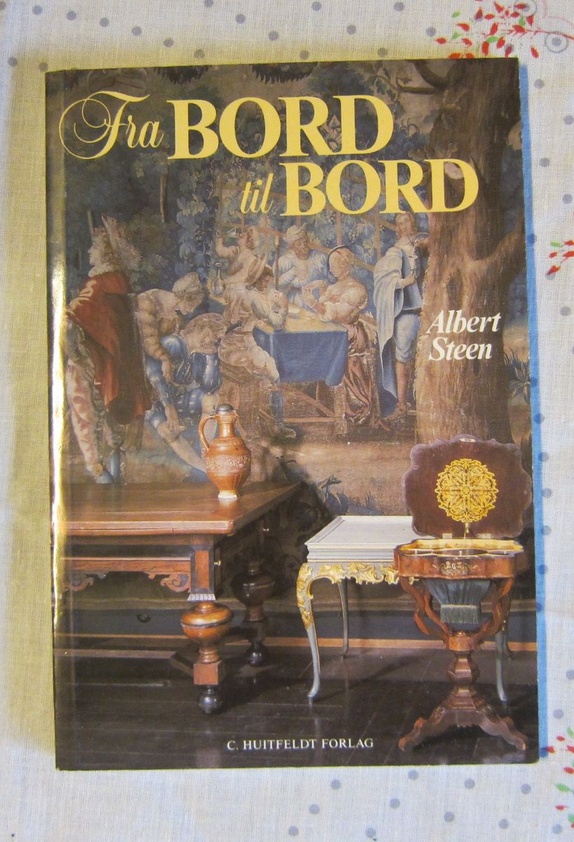 Fra BORD
til BORD
Albert
Steen
C. HUITFELDT FORLAG